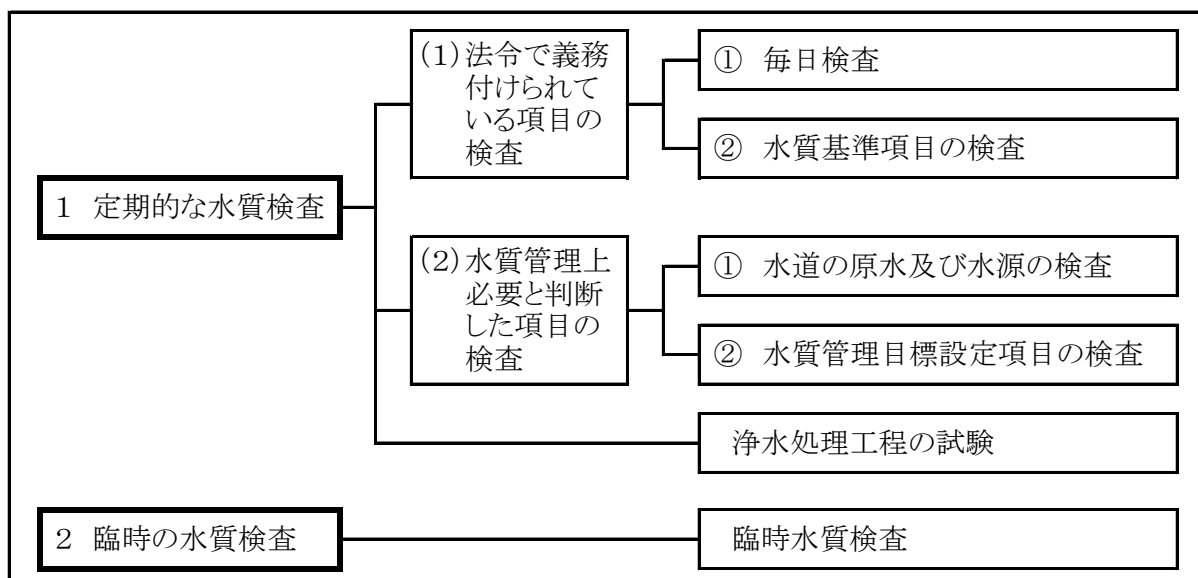 1 定期的な水質検査
(1)法令で義務
付けられて
いる項目の
検査
① 毎日検査
② 水質基準項目の検査
(2)水質管理上
必要と判断
した項目の
検査
① 水道の原水及び水源の検査
② 水質管理目標設定項目の検査
浄水処理工程の試験
2 臨時の水質検査
臨時水質検査